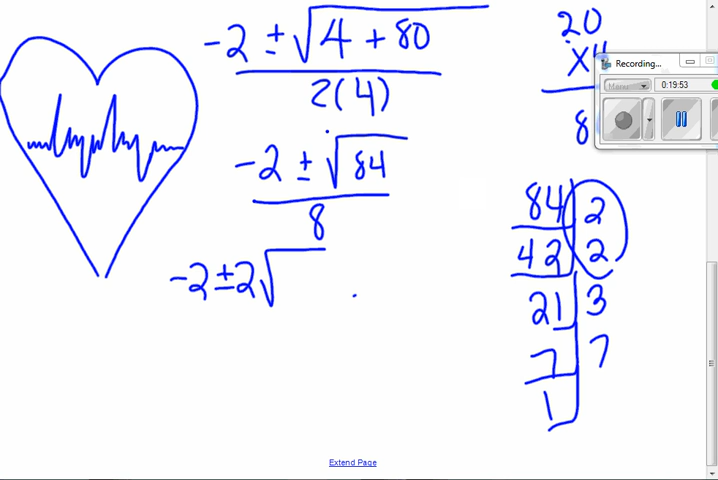 -2 ± √4 + 80
2(4)
-2 ± √84
8
-2 ± 2√
20
x4
8
84 2
42 2
21 3
7 7
1
Recording...
Menu
0:19:53
Extend Page